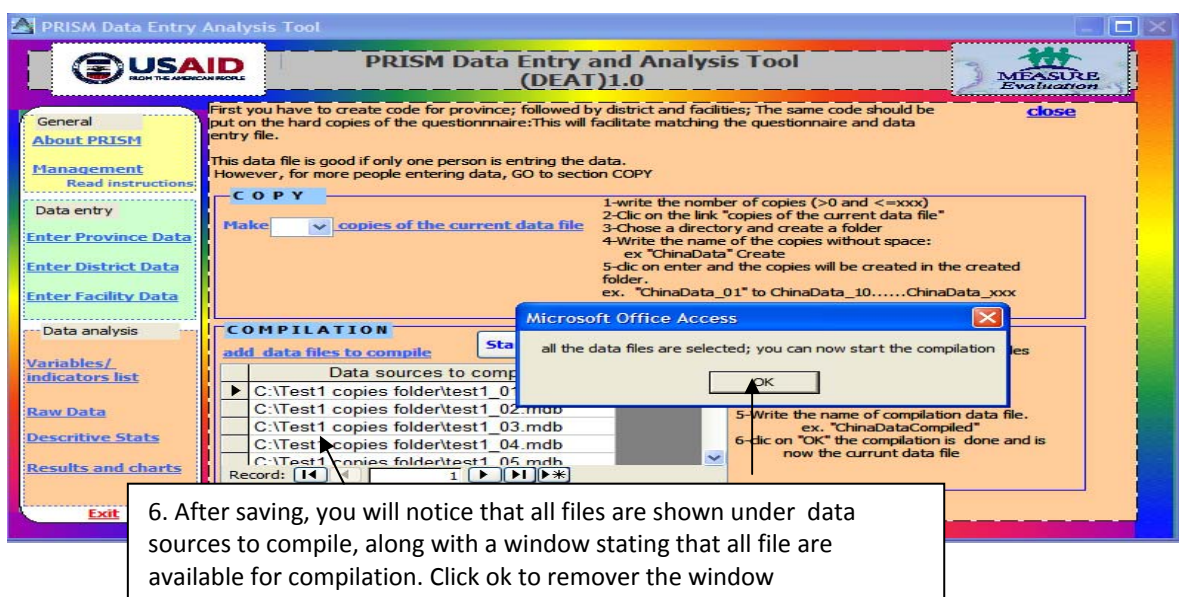 PRISM Data Entry Analysis Tool
USAID
FROM THE AMERICAN PEOPLE
PRISM Data Entry and Analysis Tool
(DEAT)1.0
MEASURE
Evaluation
General
About PRISM
Management
Read instructions
Data entry
Enter Province Data
Enter District Data
Enter Facility Data
Data analysis
Variables/
indicators list
Raw Data
Descritive Stats
Results and charts
Exit
First you have to create code for province; followed by district and facilities; The same code should be
put on the hard copies of the questionnnaire:This will facilitate matching the questionnaire and data
entry file.
close
This data file is good if only one person is entring the data.
However, for more people entering data, GO to section COPY
COPY
Make copies of the current data file
1-write the nomber of copies (>0 and <=xxx)
2-Clic on the link "copies of the current data file"
3-Chose a directory and create a folder
4-Write the name of the copies without space:
ex "ChinaData" Create
5-clic on enter and the copies will be created in the created
folder.
ex. "ChinaData_01" to ChinaData_10......ChinaData_xxx
COMPILATION
add data files to compile
Sta
Data sources to comp
C:\Test1 copies folder\test1_01
C:\Test1 copies folder\test1_02.mdb
C:\Test1 copies folder\test1_03.mdb
C:\Test1 copies folder\test1_04.mdb
C:\Test1 copies folder\test1_05.mdb
Record: 1
Microsoft Office Access
all the data files are selected; you can now start the compilation
OK
les
5-Write the name of compilation data file.
ex. "ChinaDataCompiled"
6-clic on "OK" the compilation is done and is
now the currunt data file
6. After saving, you will notice that all files are shown under data
sources to compile, along with a window stating that all file are
available for compilation. Click ok to remover the window